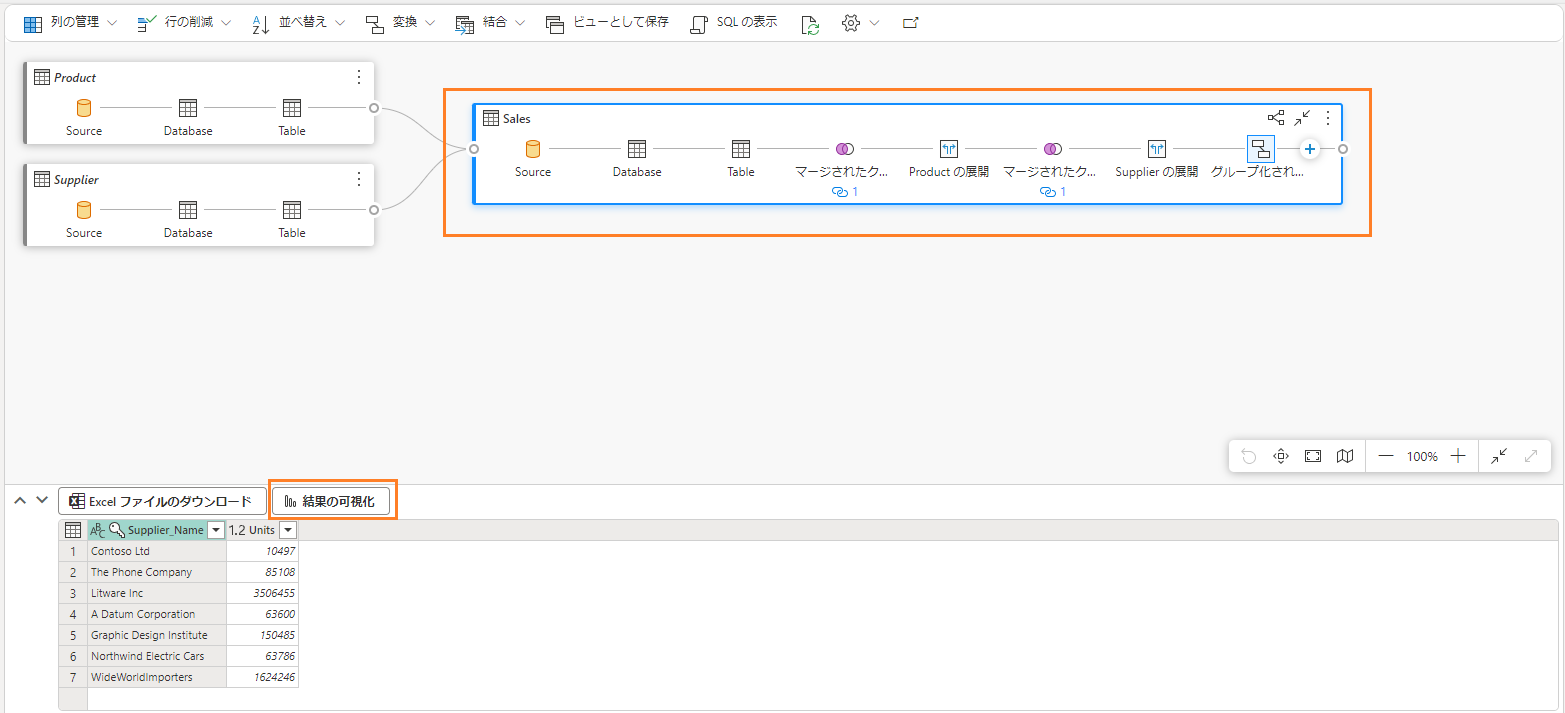 列の管理 行の削減 並べ替え 変換 結合 ビューとして保存 SQL の表示
Product
Source Database Table
Supplier
Source Database Table
Sales
Source Database Table マージされたク... Product の展開 マージされたク... Supplier の展開 グループ化され...
1 1
100%
Excel ファイルのダウンロード 結果の可視化
Supplier_Name 1.2 Units
1 Contoso Ltd 10497
2 The Phone Company 85108
3 Litware Inc 3506455
4 A Datum Corporation 63600
5 Graphic Design Institute 150485
6 Northwind Electric Cars 63786
7 WideWorldImporters 1624246